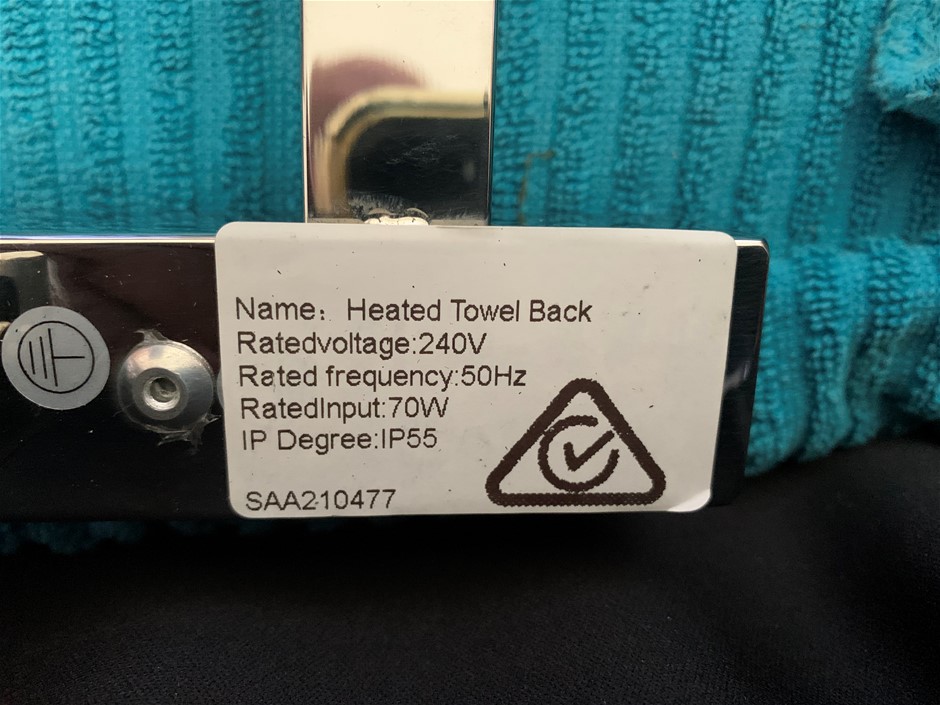 Name: Heated Towel Back
Ratedvoltage:240V
Rated frequency:50Hz
RatedInput:70W
IP Degree:IP55
SAA210477